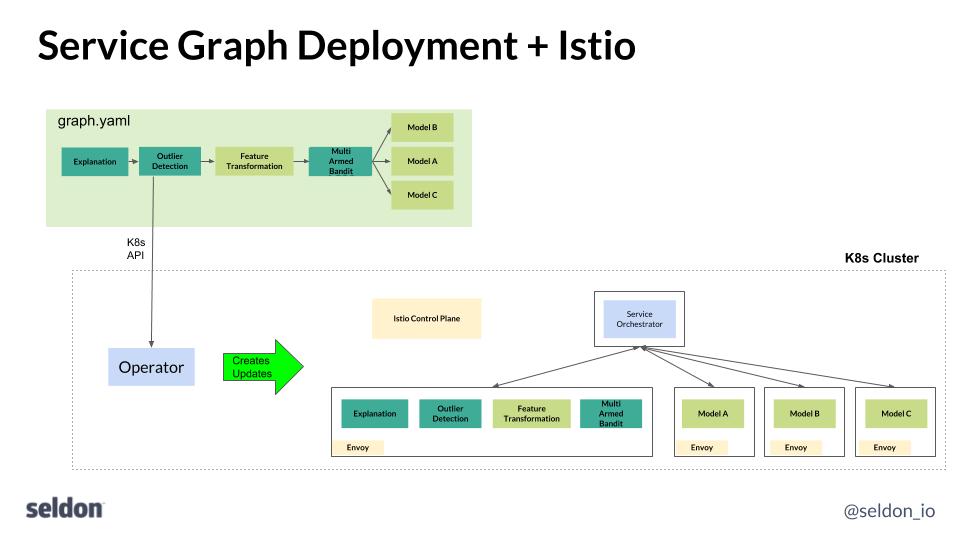 Service Graph Deployment + Istio
graph.yaml
Model B
Explanation
Outlier
Detection
Feature
Transformation
Multi
Armed
Bandit
Model A
Model C
K8s
API
K8s Cluster
Istio Control Plane
Service
Orchestrator
Operator
Creates
Updates
Explanation
Outlier
Detection
Feature
Transformation
Multi
Armed
Bandit
Envoy
Model A
Envoy
Model B
Envoy
Model C
Envoy
seldon
@seldon_io